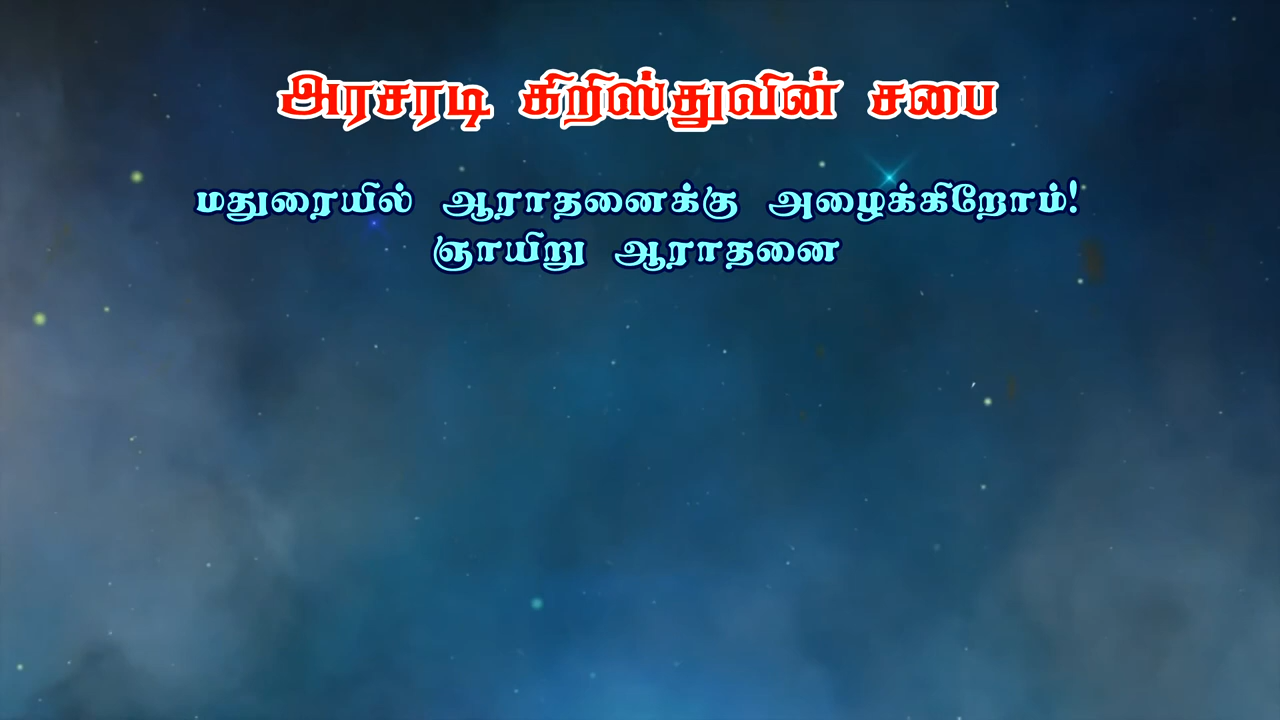 அரசரடி கிறிஸ்துவின் சபை
மதுரையில் ஆராதனைக்கு அழைக்கிறோம்!
ஞாயிறு ஆராதனை